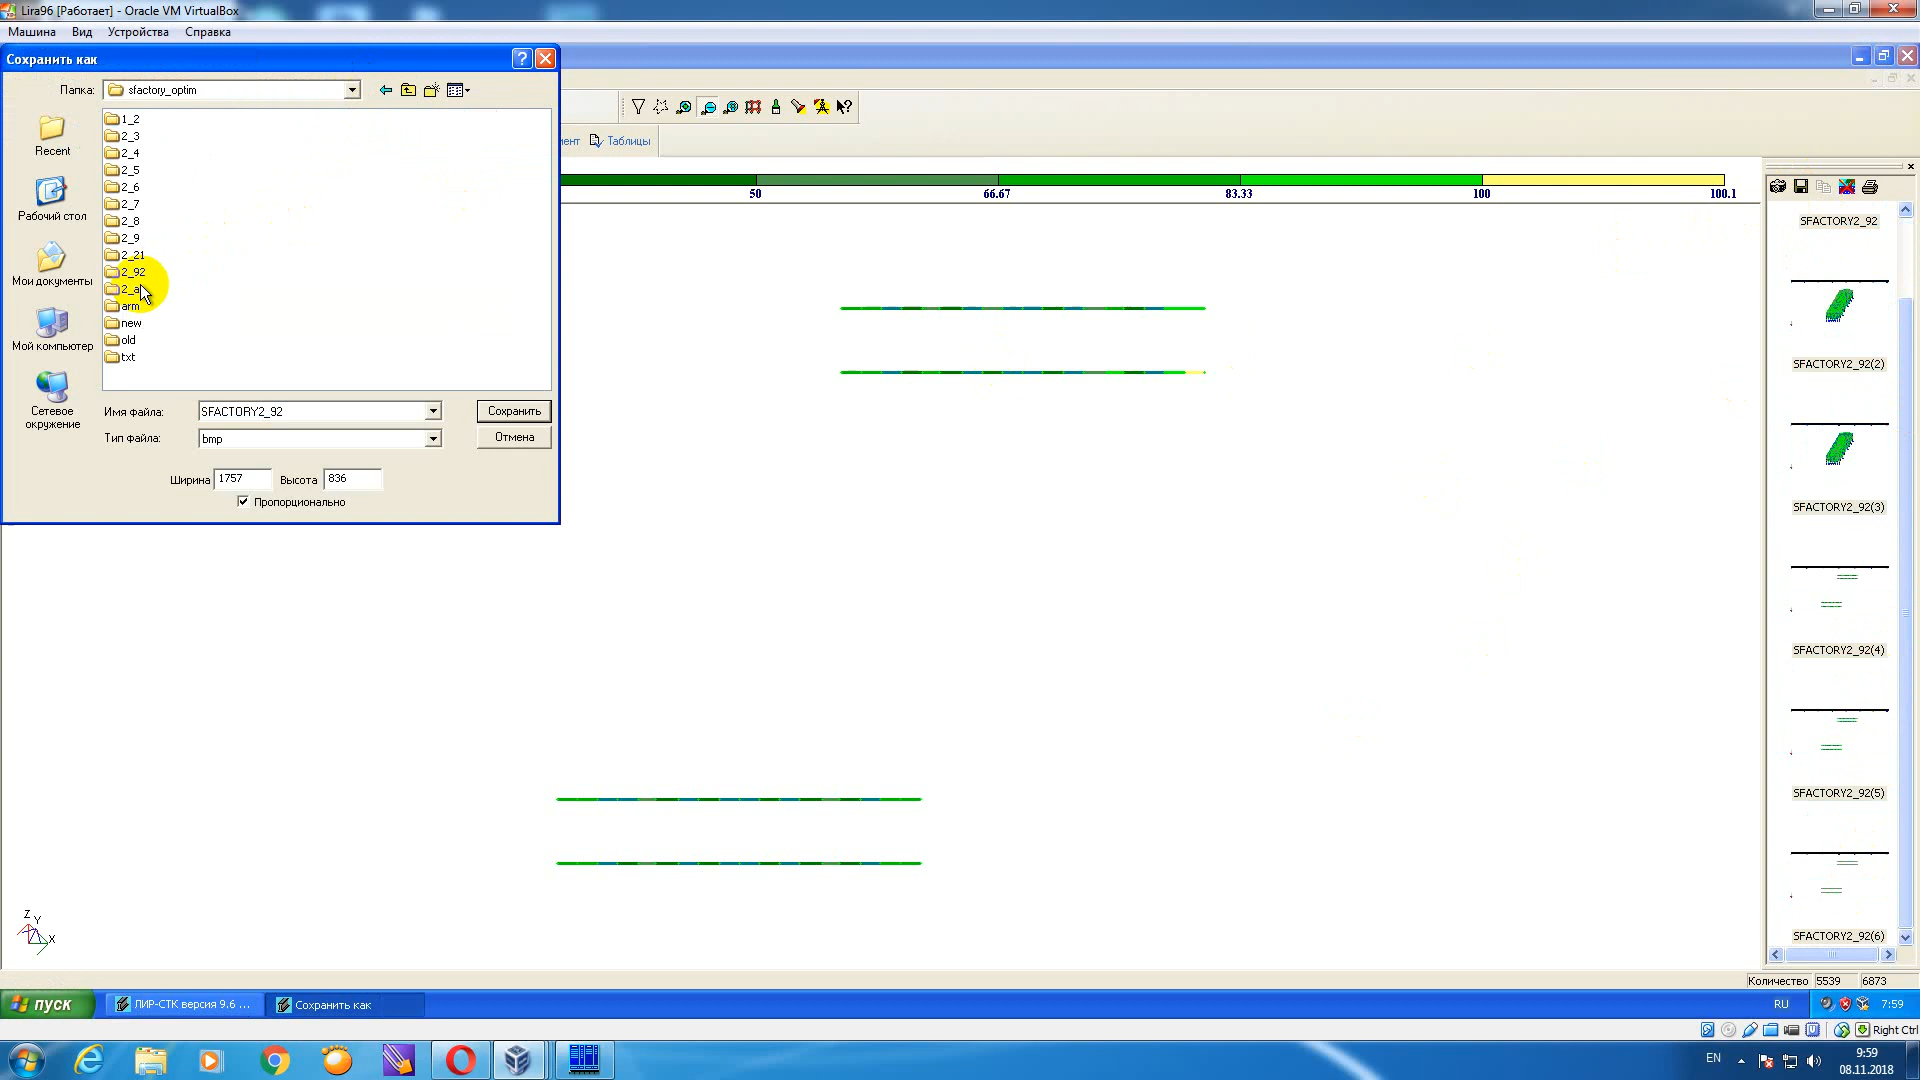 Lira96 [Работает] - Oracle VM VirtualBox
Машина Вид Устройства Справка
Сохранить как
Папка: sfactory_optim
1_2
2_3
2_4
2_5
2_6
2_7
2_8
2_9
2_21
2_92
arm
new
old
txt
Recent
Рабочий стол
Мои документы
Мой компьютер
Сетевое
окружение
Имя файла: SFACTORY2_92 Сохранить
Тип файла: bmp Отмена
Ширина 1757 Высота 836
Пропорционально
Таблицы
50 66.67 83.33 100 100.1
SFACTORY2_92
SFACTORY2_92(2)
SFACTORY2_92(3)
SFACTORY2_92(4)
SFACTORY2_92(5)
SFACTORY2_92(6)
Z
Y
X
Количество 5539 6873
пуск ЛИР-СТК версия 9.6 ... Сохранить как RU 7:59
Right Ctrl
EN 9:59
08.11.2018